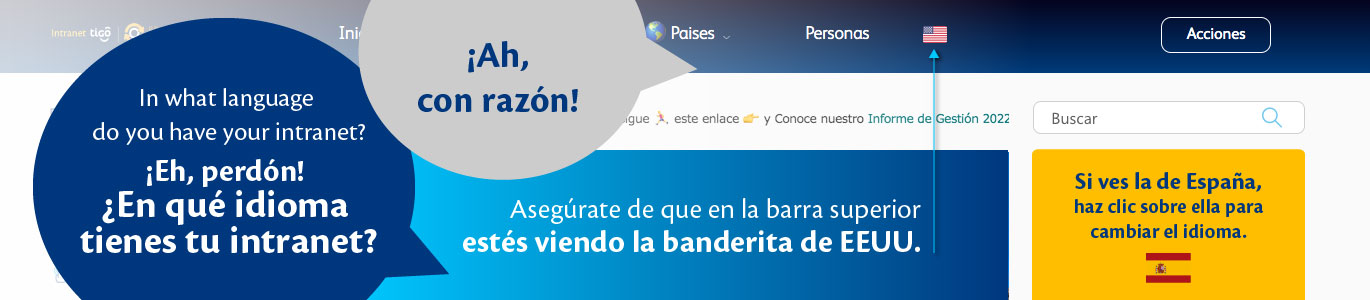 Intranet tigo
Países
Personas
Acciones
¡Ah,
con razón!
In what language
do you have your intranet?
¡Eh, perdón!
¿En qué idioma
tienes tu intranet?
este enlace 👉 y Conoce nuestro Informe de Gestión 2022
Buscar
Asegúrate de que en la barra superior
estés viendo la banderita de EEUU.
Si ves la de España,
haz clic sobre ella para
cambiar el idioma.